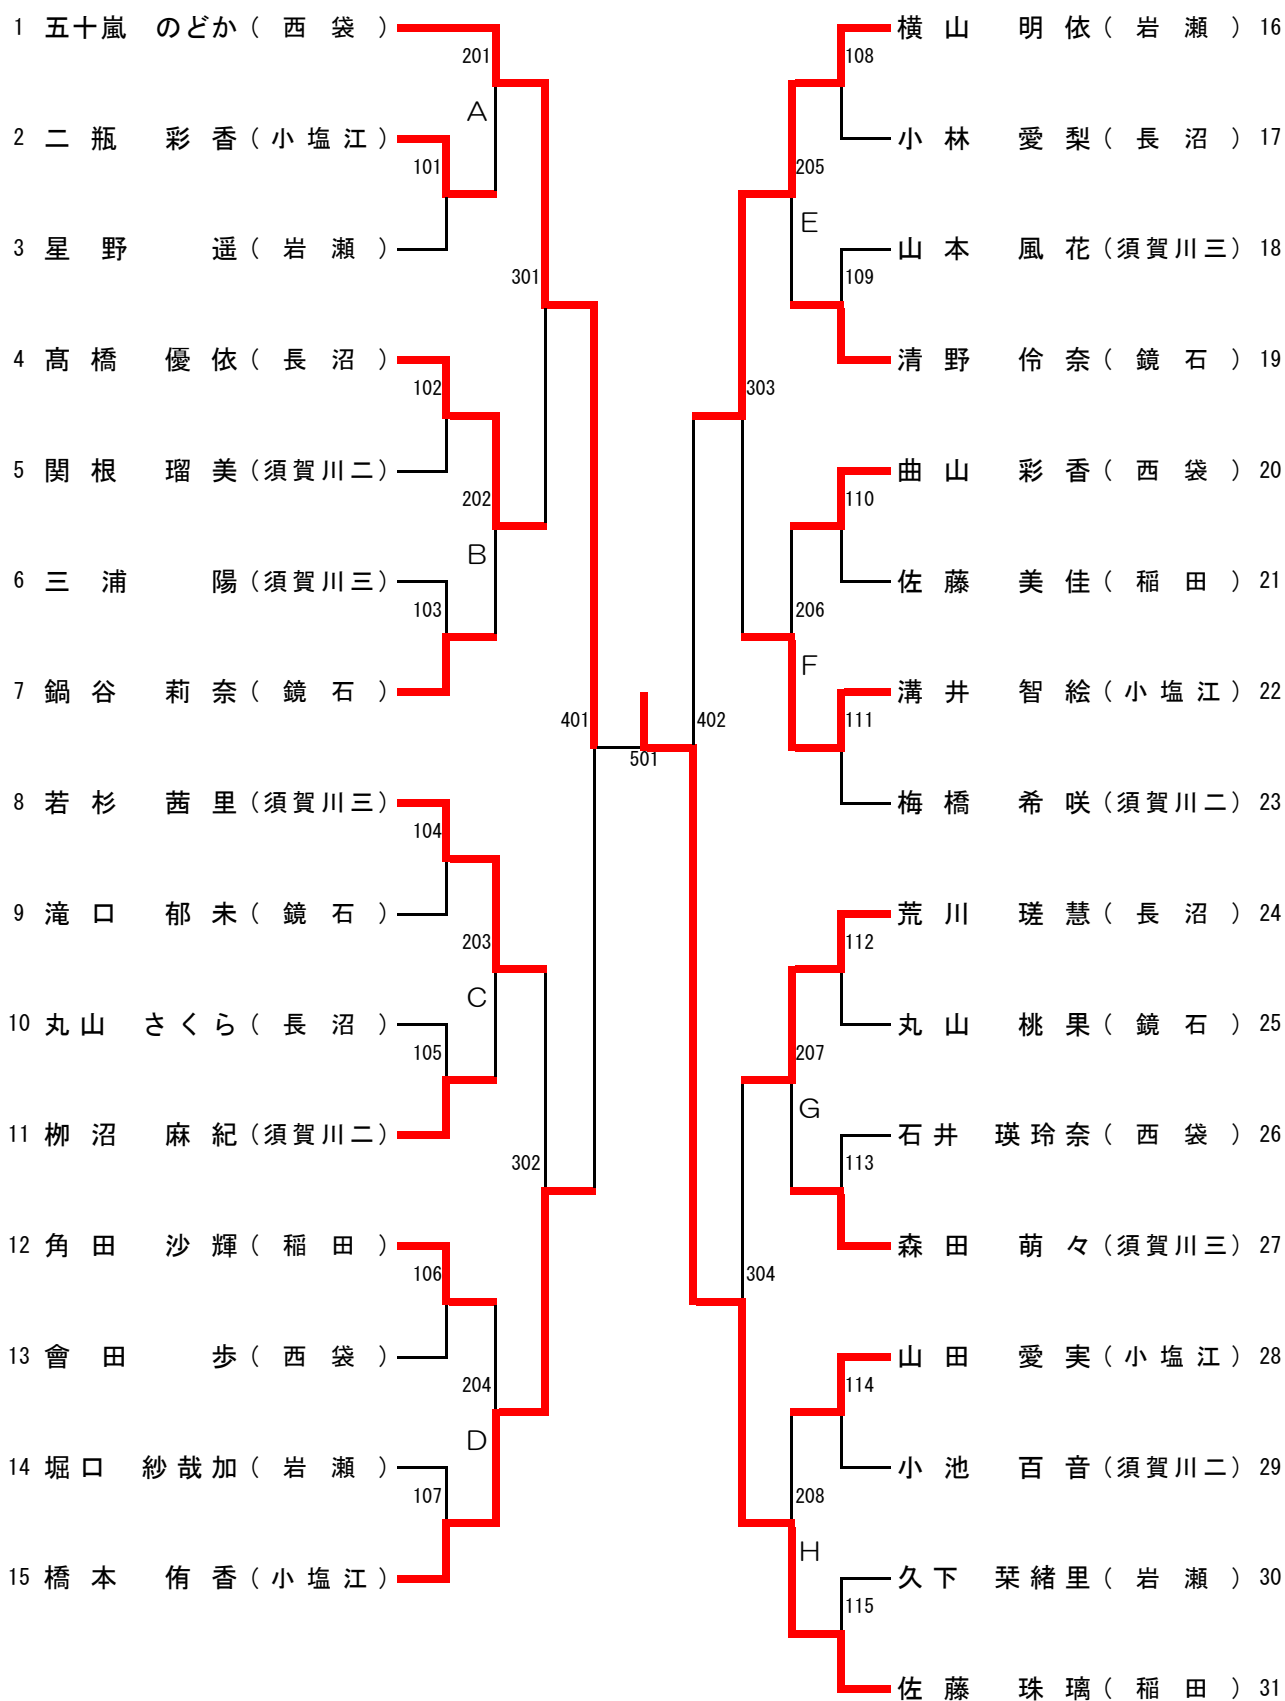 1 五十嵐 のどか ( 西 袋 )
201
A
2 二瓶 彩香 ( 小塩江 )
101
3 星野 遥 ( 岩 瀬 )
301
4 髙橋 優依 ( 長 沼 )
102
5 関根 瑠美 ( 須賀川二 )
202
B
6 三浦 陽 ( 須賀川三 )
103
7 鍋谷 莉奈 ( 鏡 石 )
401
8 若杉 茜里 ( 須賀川三 )
104
9 滝口 郁未 ( 鏡 石 )
203
C
10 丸山 さくら ( 長 沼 )
105
11 栁沼 麻紀 ( 須賀川二 )
302
12 角田 沙輝 ( 稲 田 )
106
13 會田 歩 ( 西 袋 )
204
D
14 堀口 紗哉加 ( 岩 瀬 )
107
15 橋本 侑香 ( 小塩江 )
501
横山 明依 ( 岩 瀬 ) 16
108
小林 愛梨 ( 長 沼 ) 17
205
E
山本 風花 ( 須賀川三 ) 18
109
清野 伶奈 ( 鏡 石 ) 19
303
曲山 彩香 ( 西 袋 ) 20
110
佐藤 美佳 ( 稲 田 ) 21
206
F
溝井 智絵 ( 小塩江 ) 22
111
402
梅橋 希咲 ( 須賀川二 ) 23
荒川 瑳慧 ( 長 沼 ) 24
112
丸山 桃果 ( 鏡 石 ) 25
207
G
石井 瑛玲奈 ( 西 袋 ) 26
113
森田 萌々 ( 須賀川三 ) 27
304
山田 愛実 ( 小塩江 ) 28
114
小池 百音 ( 須賀川二 ) 29
208
H
久下 栞緒里 ( 岩 瀬 ) 30
115
佐藤 珠璃 ( 稲 田 ) 31